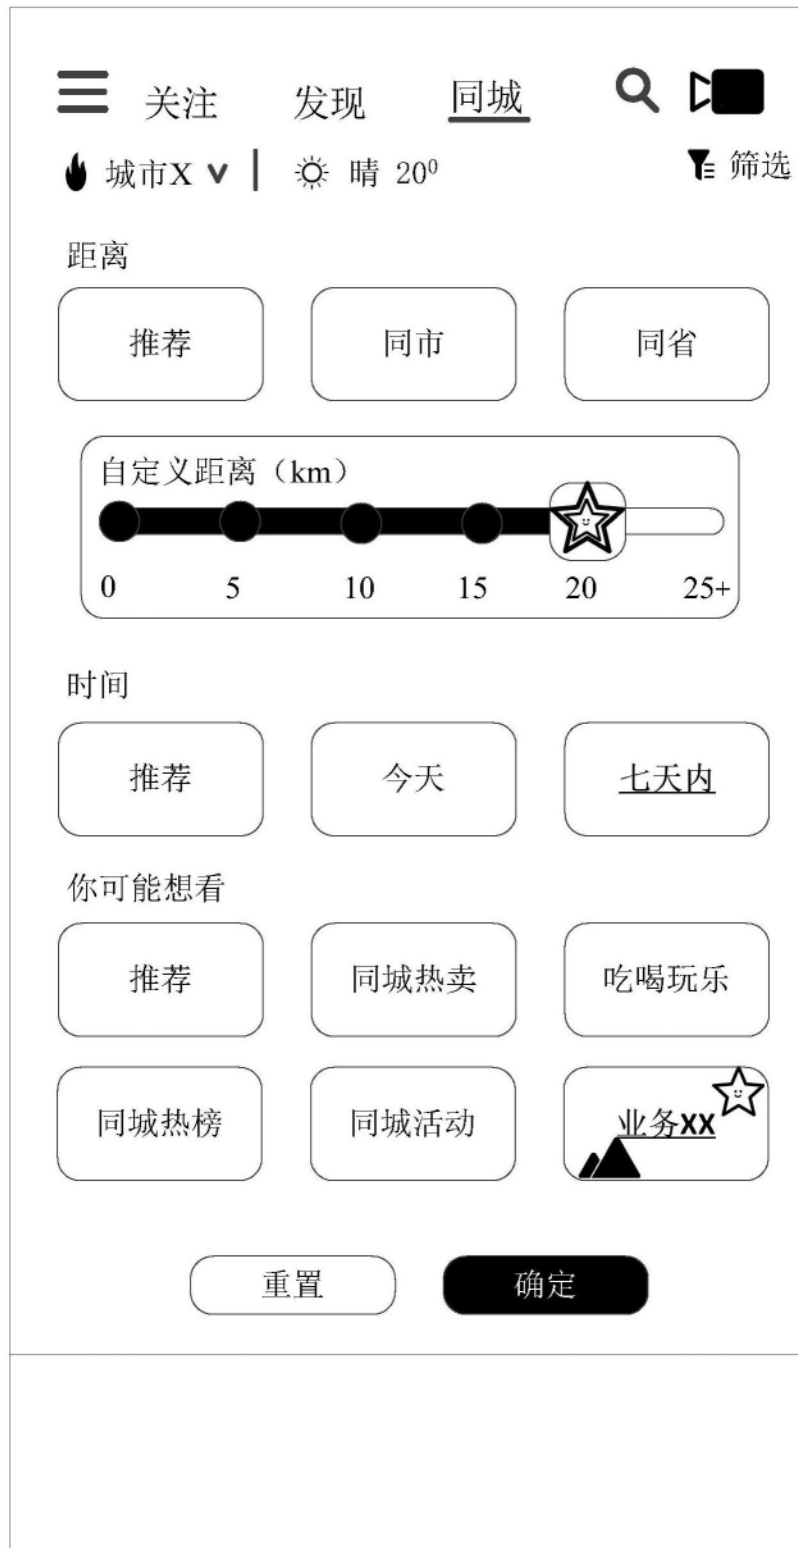 关注 发现 同城
城市X 晴 20⁰ 筛选
距离
推荐 同市 同省
自定义距离（km）
0 5 10 15 20 25+
时间
推荐 今天 七天内
你可能想看
推荐 同城热卖 吃喝玩乐
同城热榜 同城活动 业务XX
重置 确定